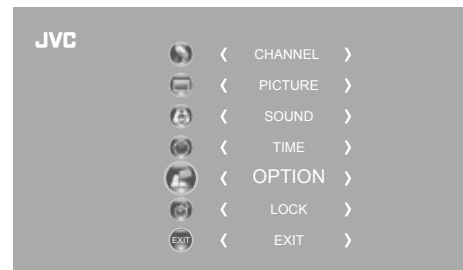 JVC
CHANNEL
PICTURE
SOUND
TIME
OPTION
LOCK
EXIT EXIT